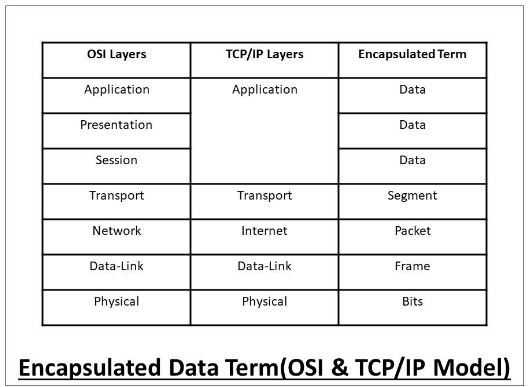 OSI Layers TCP/IP Layers Encapsulated Term
Application Application Data
Presentation Data
Session Data
Transport Transport Segment
Network Internet Packet
Data-Link Data-Link Frame
Physical Physical Bits
Encapsulated Data Term(OSI & TCP/IP Model)